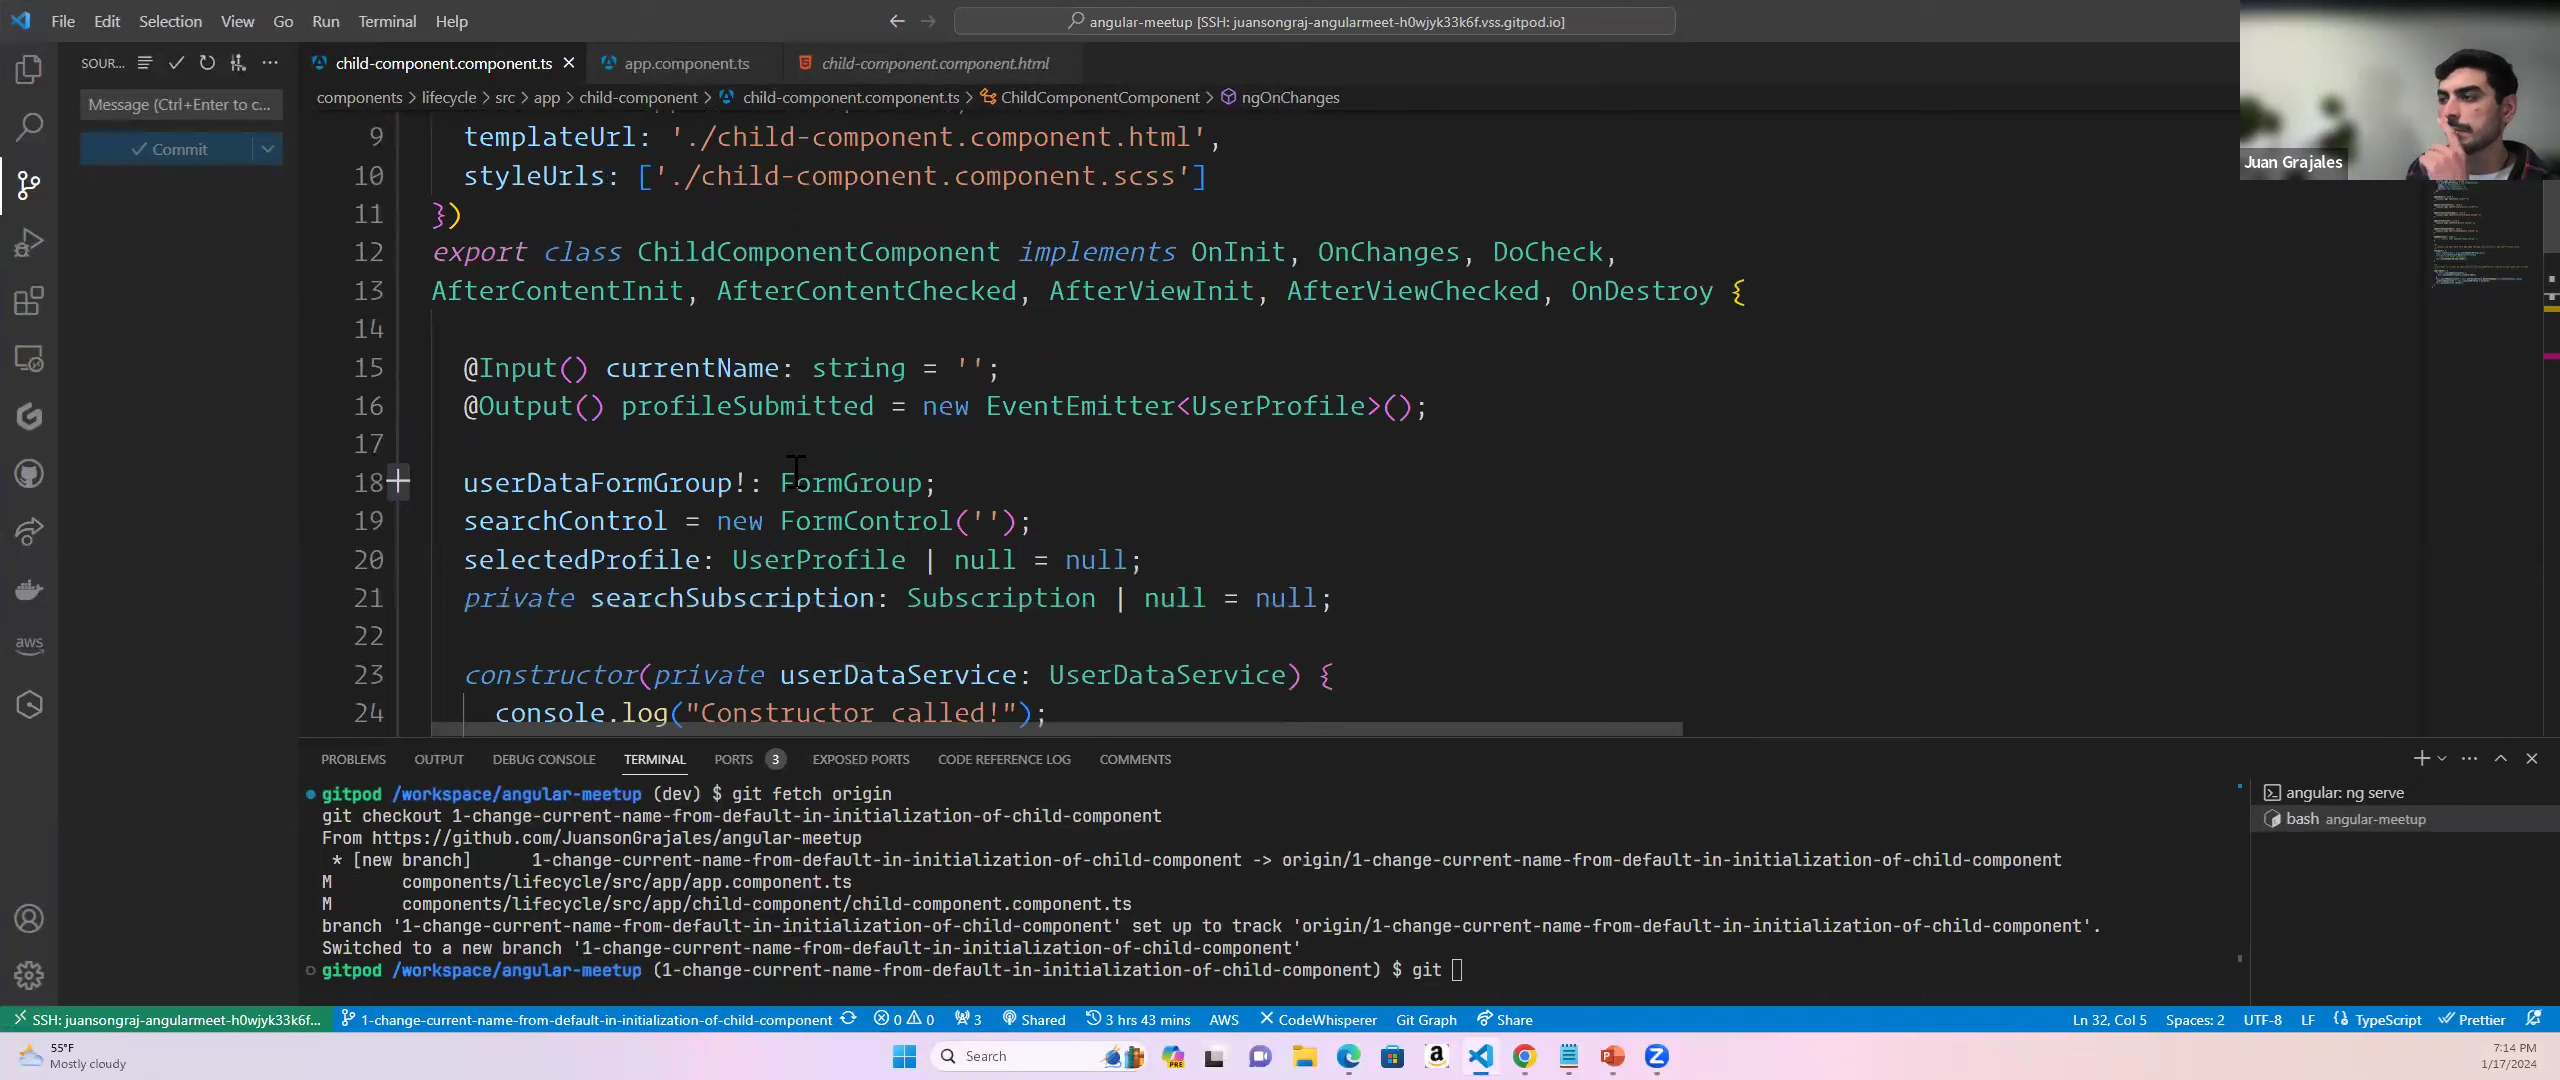 File Edit Selection View Go Run Terminal Help
angular-meetup [SSH: juansongraj-angularmeet-h0wjyk33k6f.vss.gitpod.io]
SOUR...
child-component.component.ts
app.component.ts
child-component.component.html
Message (Ctrl+Enter to c...
Commit
components > lifecycle > src > app > child-component > child-component.component.ts > ChildComponentComponent > ngOnChanges
Juan Grajales
9 templateUrl: './child-component.component.html',
10 styleUrls: ['./child-component.component.scss']
11 })
12 export class ChildComponentComponent implements OnInit, OnChanges, DoCheck,
13 AfterContentInit, AfterContentChecked, AfterViewInit, AfterViewChecked, OnDestroy {
14
15 @Input() currentName: string = '';
16 @Output() profileSubmitted = new EventEmitter<UserProfile>();
17
18 userDataFormGroup!: FormGroup;
19 searchControl = new FormControl('');
20 selectedProfile: UserProfile | null = null;
21 private searchSubscription: Subscription | null = null;
22
23 constructor(private userDataService: UserDataService) {
24 console.log("Constructor called!");
aws
PROBLEMS OUTPUT DEBUG CONSOLE TERMINAL PORTS 3 EXPOSED PORTS CODE REFERENCE LOG COMMENTS
gitpod /workspace/angular-meetup (dev) $ git fetch origin
git checkout 1-change-current-name-from-default-in-initialization-of-child-component
From https://github.com/JuansonGrajales/angular-meetup
* [new branch] 1-change-current-name-from-default-in-initialization-of-child-component -> origin/1-change-current-name-from-default-in-initialization-of-child-component
M components/lifecycle/src/app/app.component.ts
M components/lifecycle/src/app/child-component/child-component.component.ts
branch '1-change-current-name-from-default-in-initialization-of-child-component' set up to track 'origin/1-change-current-name-from-default-in-initialization-of-child-component'.
Switched to a new branch '1-change-current-name-from-default-in-initialization-of-child-component'
gitpod /workspace/angular-meetup (1-change-current-name-from-default-in-initialization-of-child-component) $ git
angular: ng serve
bash angular-meetup
SSH: juansongraj-angularmeet-h0wjyk33k6f... 1-change-current-name-from-default-in-initialization-of-child-component 0 0 3 Shared 3 hrs 43 mins AWS CodeWhisperer Git Graph Share Ln 32, Col 5 Spaces: 2 UTF-8 LF TypeScript Prettier
55°F
Mostly cloudy
Search
7:14 PM
1/17/2024